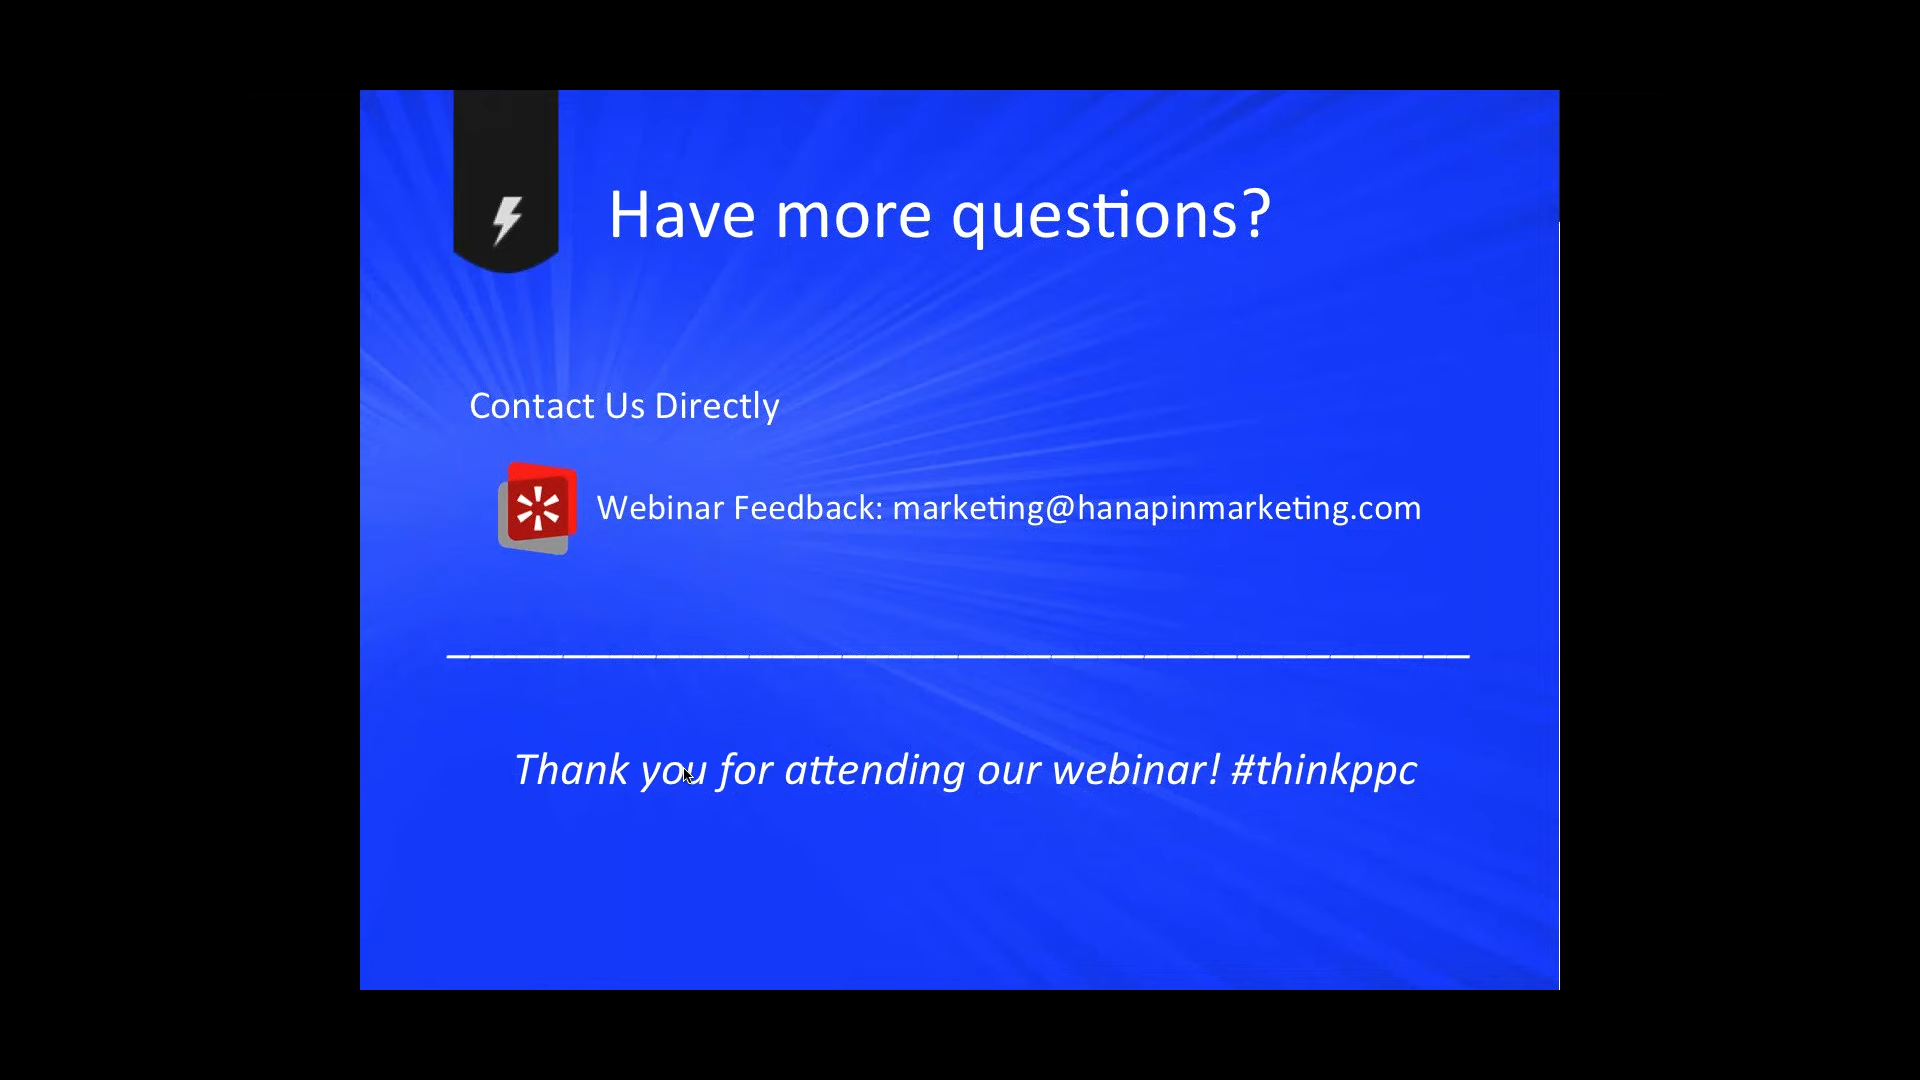 Have more questions?
Contact Us Directly
Webinar Feedback: marketing@hanapinmarketing.com
Thank you for attending our webinar! #thinkppc